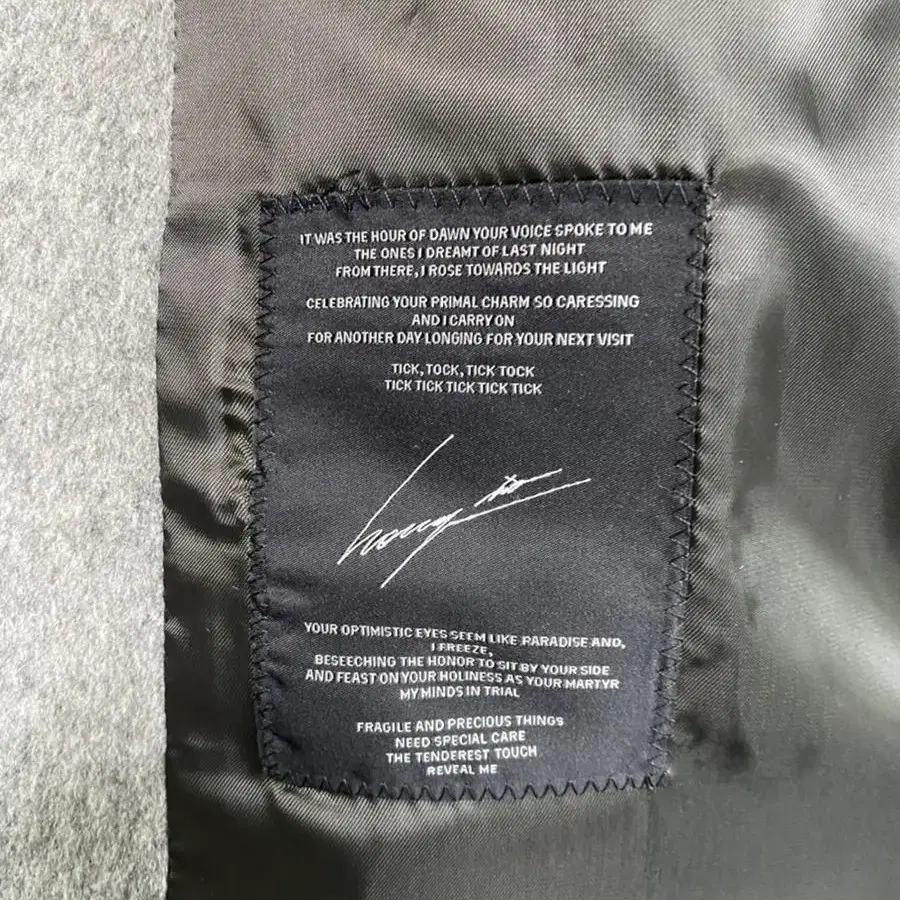 IT WAS THE HOUR OF DAWN YOUR VOICE SPOKE TO ME
THE ONES I DREAMT OF LAST NIGHT
FROM THERE, I ROSE TOWARDS THE LIGHT
CELEBRATING YOUR PRIMAL CHARM SO CARESSING
AND I CARRY ON
FOR ANOTHER DAY LONGING FOR YOUR NEXT VISIT
TICK, TOCK, TICK TOCK
TICK TICK TICK TICK TICK
YOUR OPTIMISTIC EYES SEEM LIKE PARADISE AND,
I FREEZE,
BESEECHING THE HONOR TO SIT BY YOUR SIDE
AND FEAST ON YOUR HOLINESS AS YOUR MARTYR
MY MINDS IN TRIAL
FRAGILE AND PRECIOUS THINGS
NEED SPECIAL CARE
THE TENDEREST TOUCH
REVEAL ME